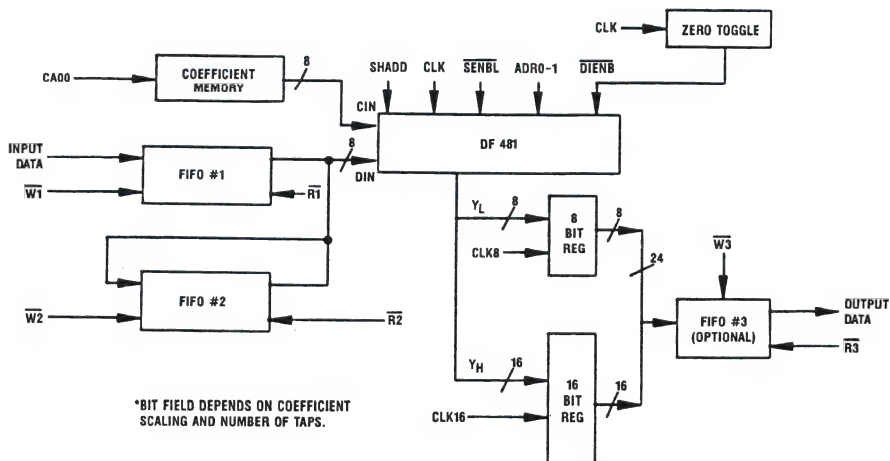 CLK
ZERO TOGGLE
8
SHADD
CLK
SENBL
ADR0-1
DIENB
CA00
COEFFICIENT
MEMORY
CIN
INPUT
DATA
FIFO #1
8
DIN
DF 481
W1
R1
YL
8
8
BIT
REG
8
CLK8
24
W3
FIFO #2
W2
R2
FIFO #3
(OPTIONAL)
OUTPUT
DATA
R3
YH
16
16
BIT
REG
16
CLK16
*BIT FIELD DEPENDS ON COEFFICIENT
SCALING AND NUMBER OF TAPS.